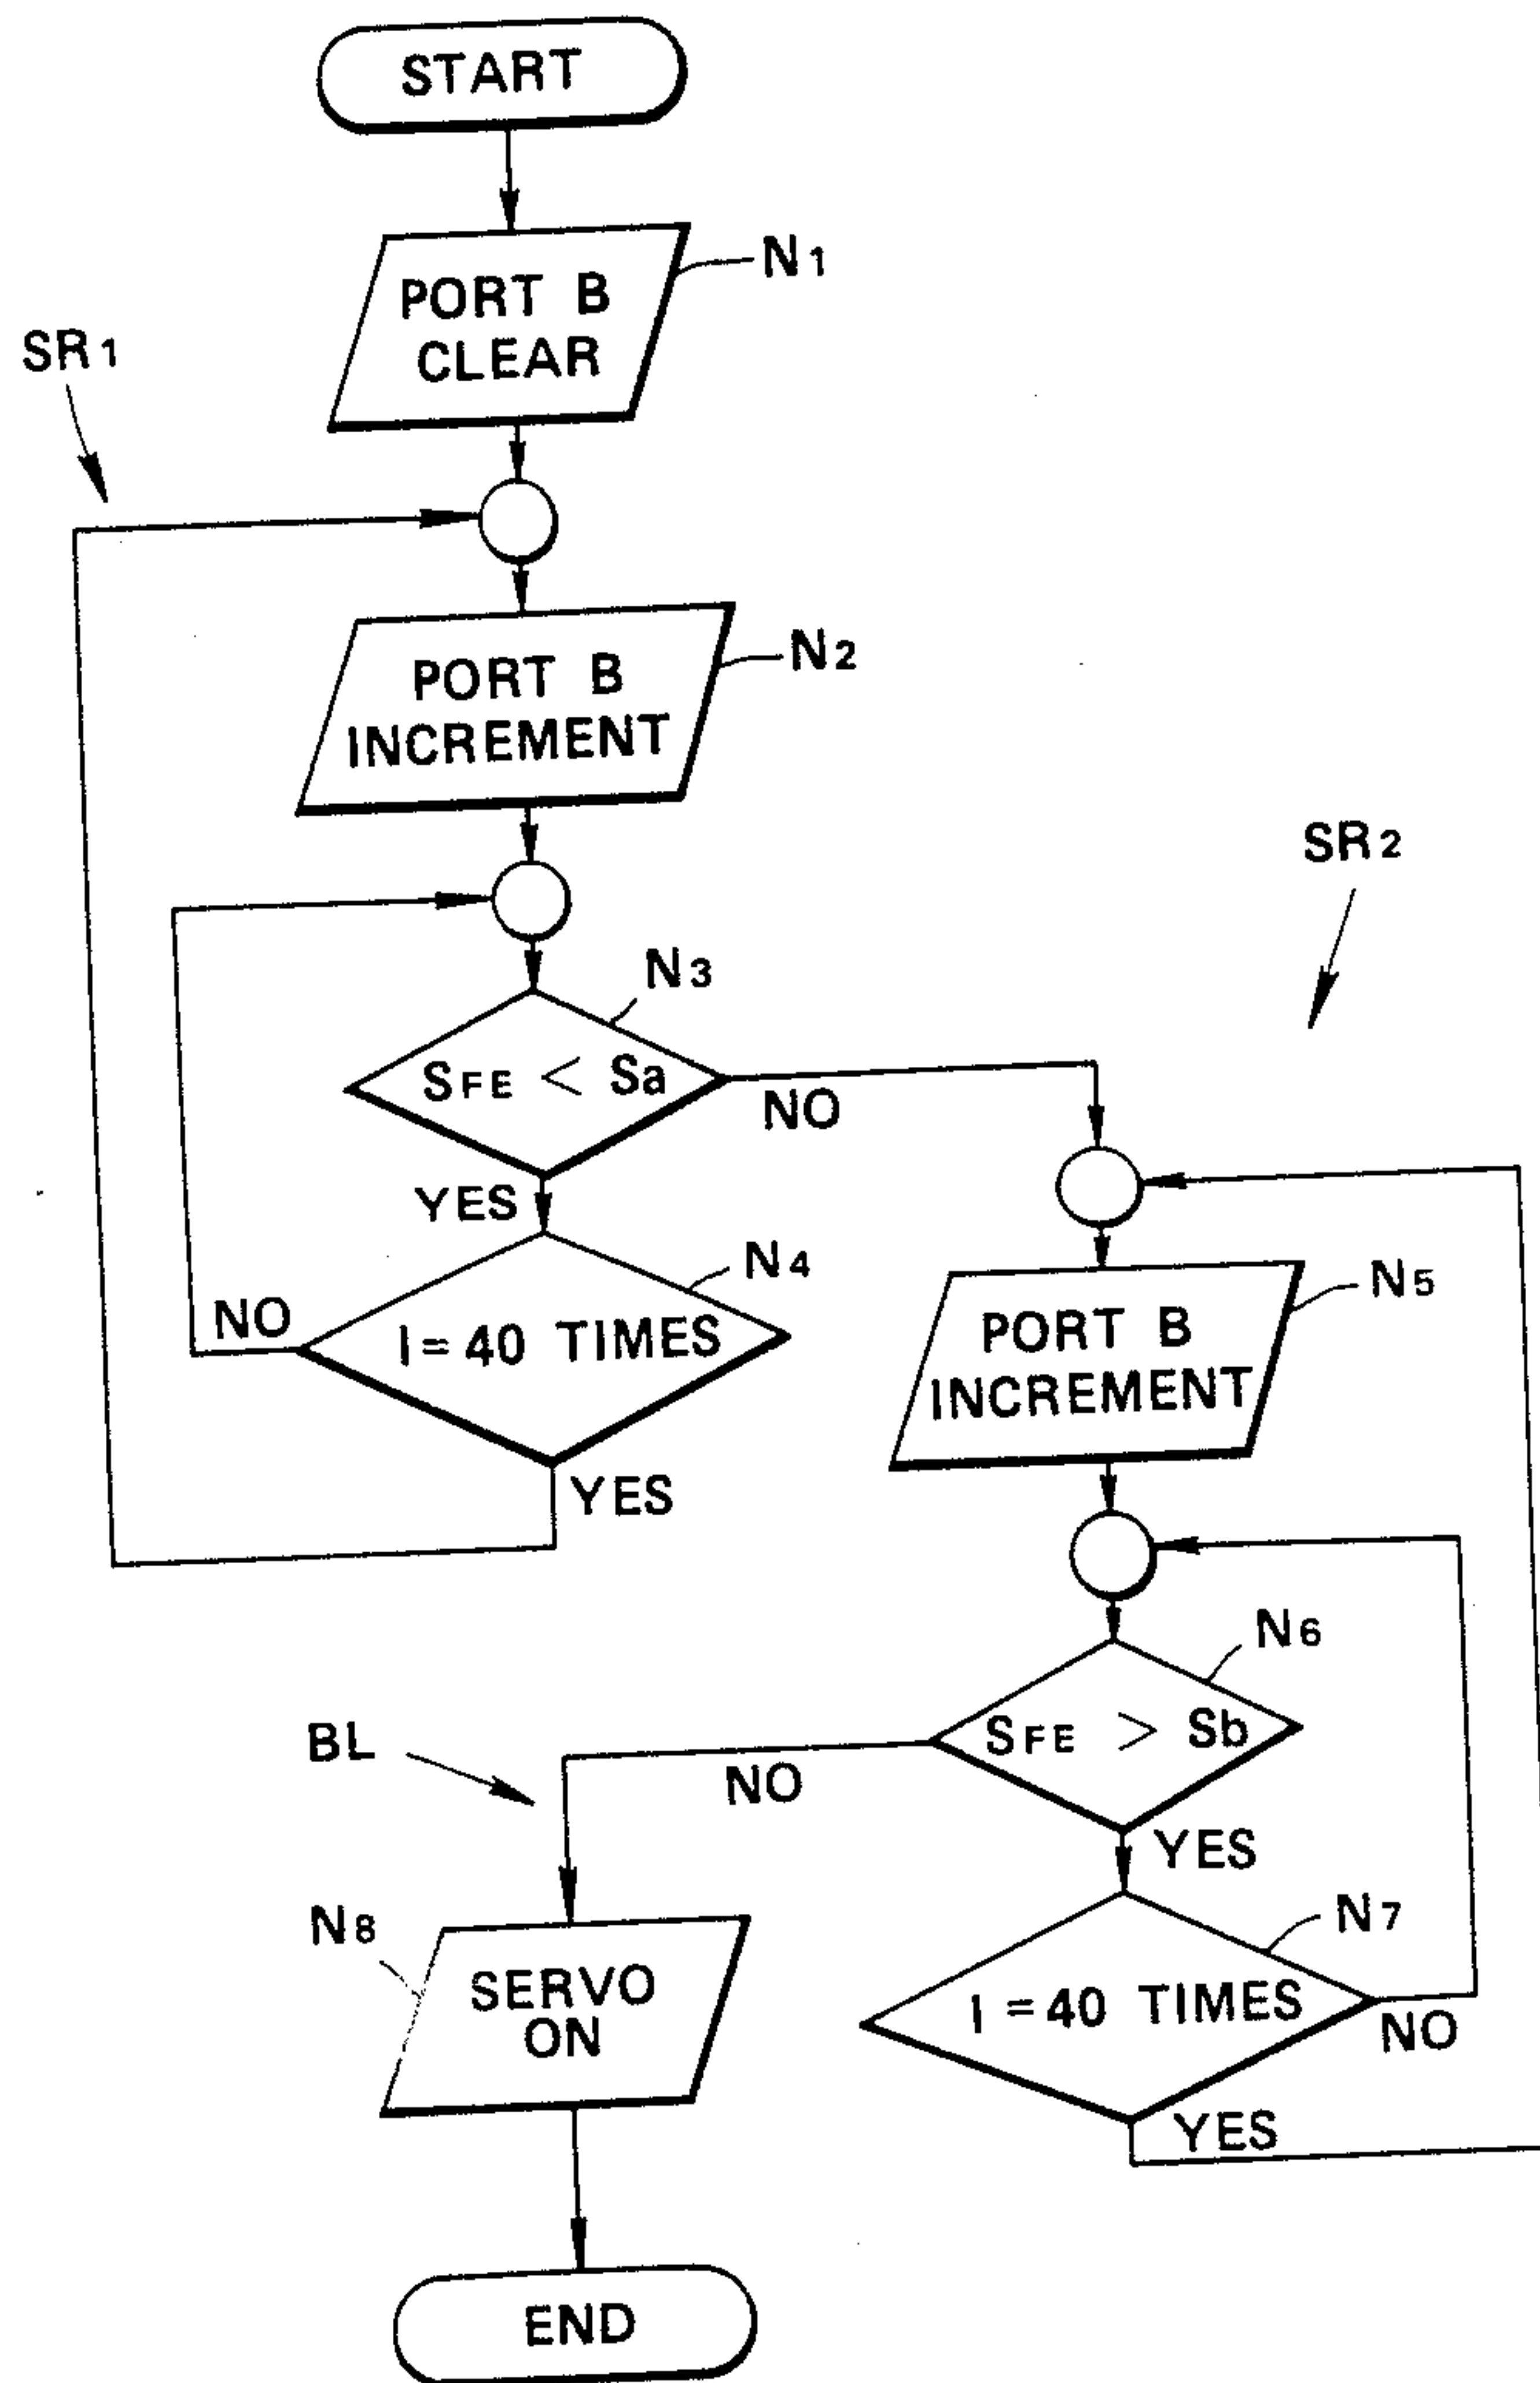 START
PORT B
CLEAR
N1
SR1
PORT B
INCREMENT
N2
SR2
N3
SFE < Sa
NO
YES
N4
NO
I=40 TIMES
YES
N5
PORT B
INCREMENT
N6
SFE > Sb
BL
NO
YES
N7
N8
SERVO
ON
I=40 TIMES
NO
YES
END